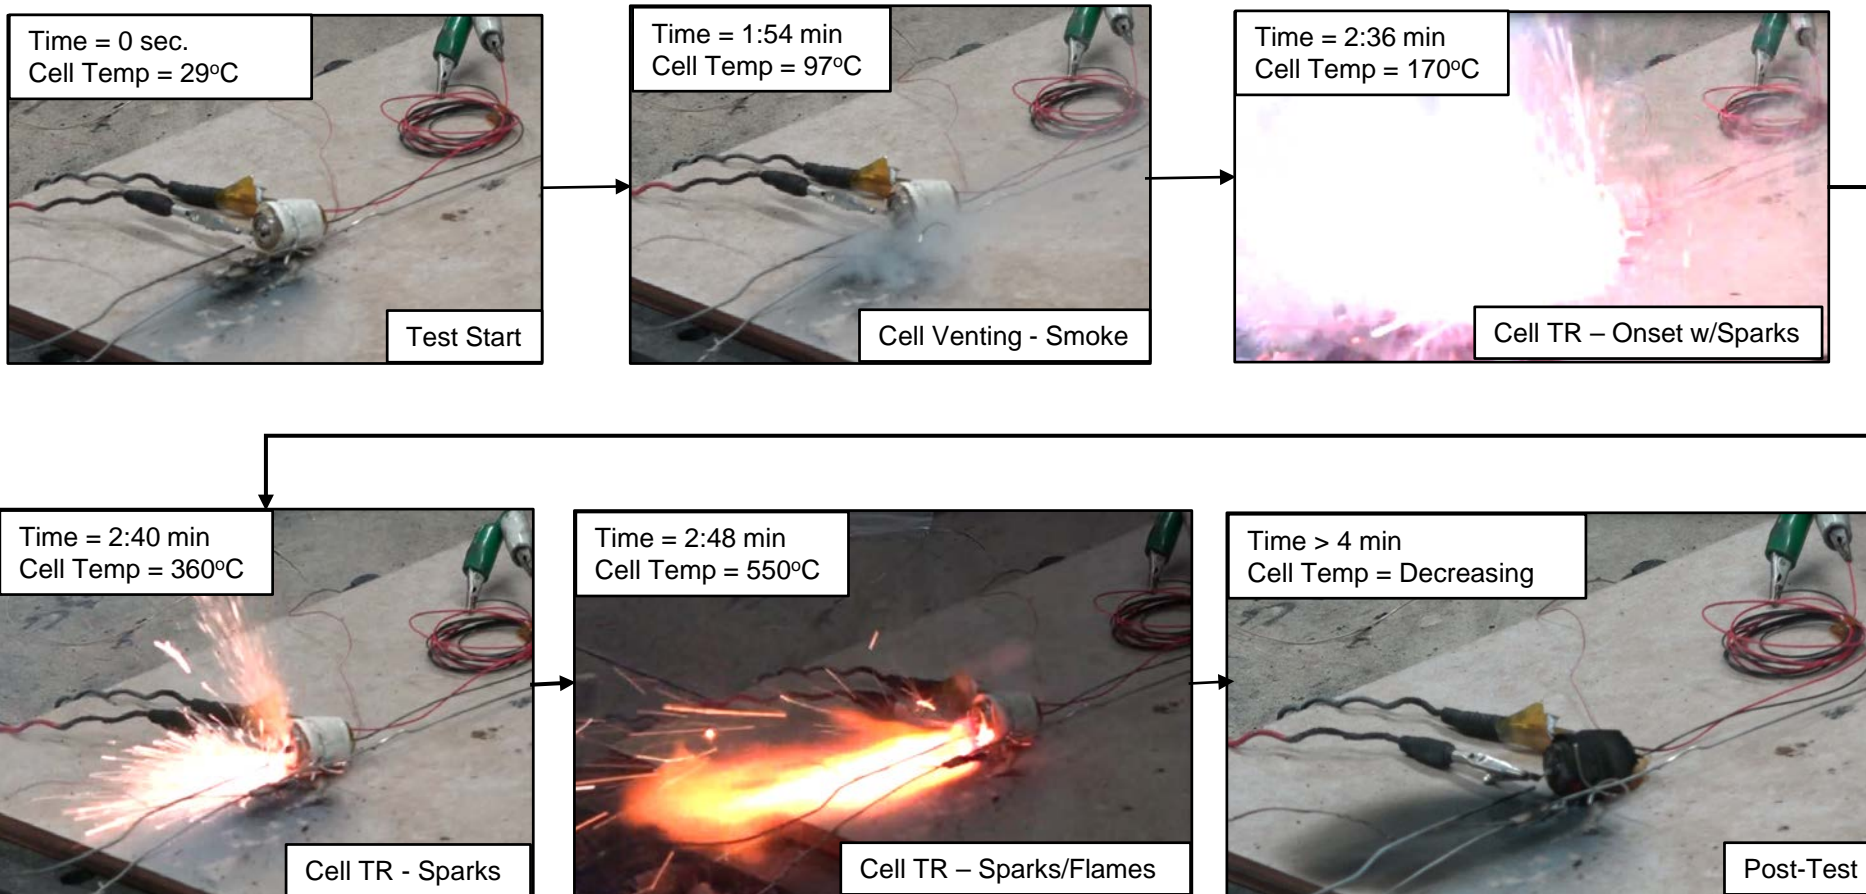 Time = 0 sec.
Cell Temp = 29°C
Test Start
Time = 1:54 min
Cell Temp = 97°C
Cell Venting - Smoke
Time = 2:36 min
Cell Temp = 170°C
Cell TR – Onset w/Sparks
Time = 2:40 min
Cell Temp = 360°C
Cell TR - Sparks
Time = 2:48 min
Cell Temp = 550°C
Cell TR – Sparks/Flames
Time > 4 min
Cell Temp = Decreasing
Post-Test